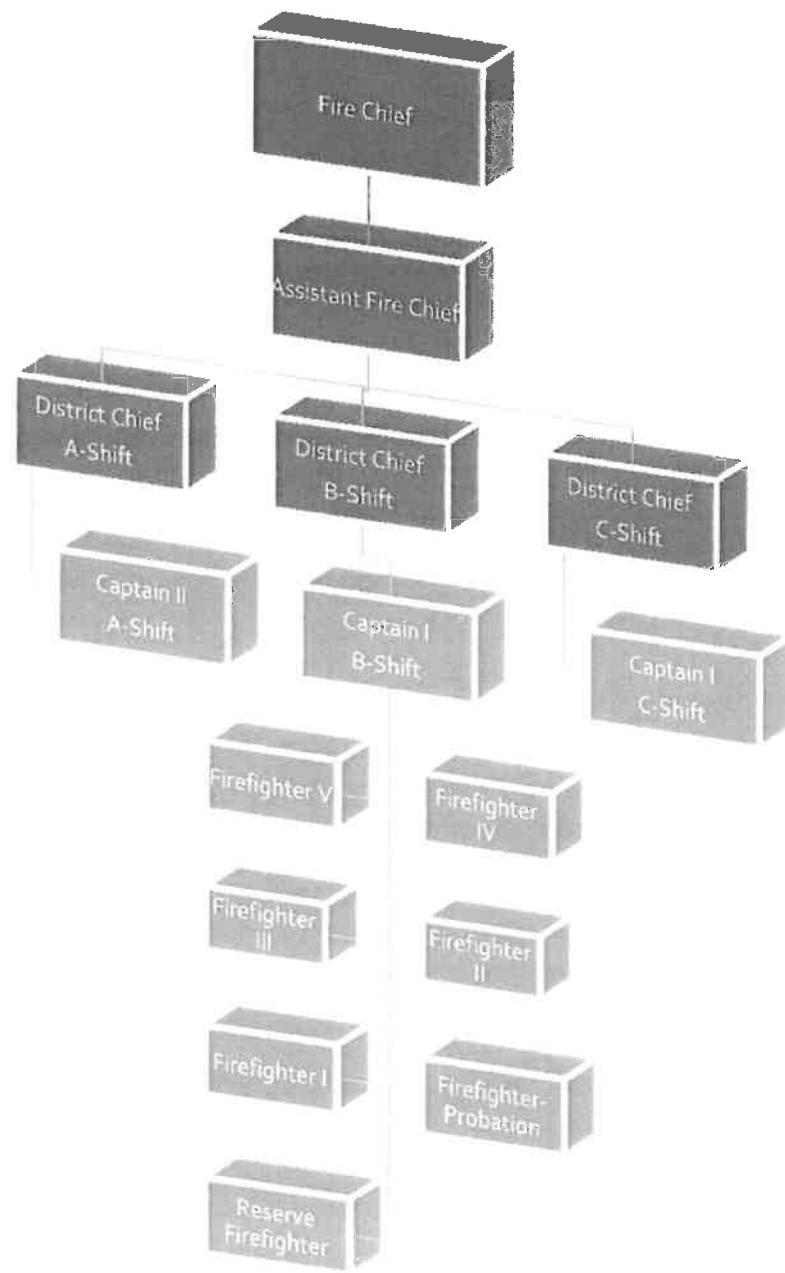 Fire Chief
Assistant Fire Chief
District Chief
A-Shift
District Chief
B-Shift
District Chief
C-Shift
Captain II
A-Shift
Captain I
B-Shift
Captain I
C-Shift
Firefighter V
Firefighter
IV
Firefighter
III
Firefighter
II
Firefighter I
Firefighter-
Probation
Reserve
Firefighter